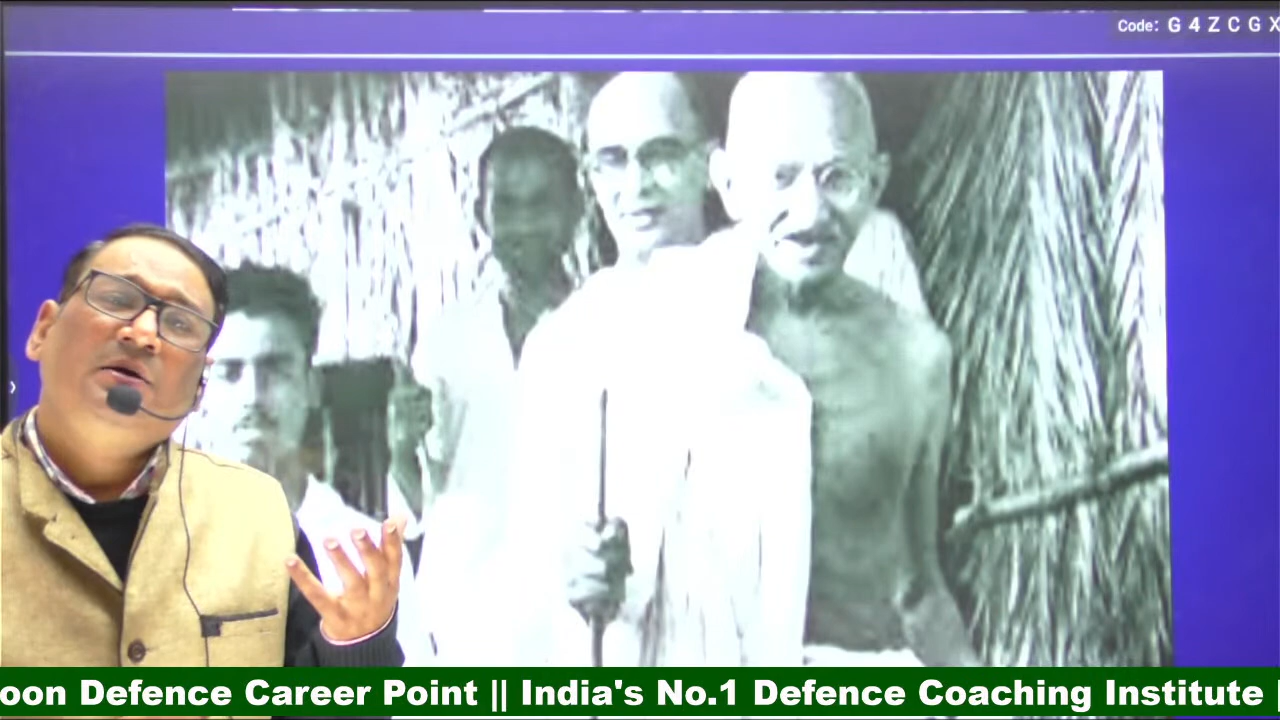 Code: G 4 Z C G X
oon Defence Career Point || India's No.1 Defence Coaching Institute |